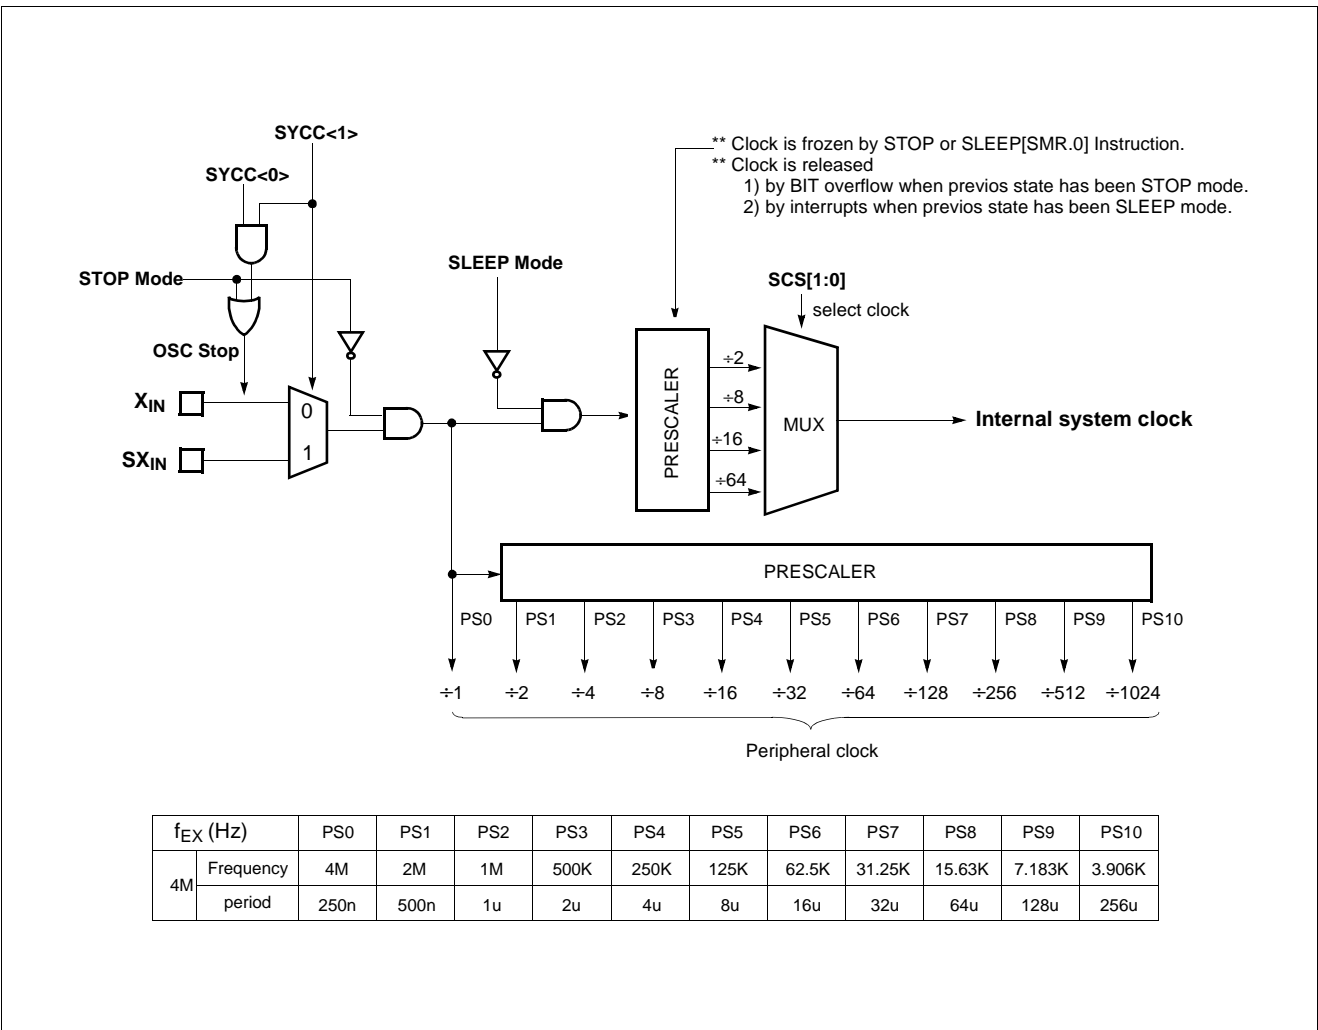 SYCC<1>
SYCC<0>
STOP Mode
OSC Stop
XIN
SXIN
0
1
SLEEP Mode
** Clock is frozen by STOP or SLEEP[SMR.0] Instruction.
** Clock is released
1) by BIT overflow when previos state has been STOP mode.
2) by interrupts when previos state has been SLEEP mode.
SCS[1:0]
select clock
PRESCALER
÷2
÷8
÷16
÷64
MUX
Internal system clock
PRESCALER
PS0 PS1 PS2 PS3 PS4 PS5 PS6 PS7 PS8 PS9 PS10
÷1 ÷2 ÷4 ÷8 ÷16 ÷32 ÷64 ÷128 ÷256 ÷512 ÷1024
Peripheral clock
fEX (Hz) PS0 PS1 PS2 PS3 PS4 PS5 PS6 PS7 PS8 PS9 PS10
4M Frequency 4M 2M 1M 500K 250K 125K 62.5K 31.25K 15.63K 7.183K 3.906K
period 250n 500n 1u 2u 4u 8u 16u 32u 64u 128u 256u